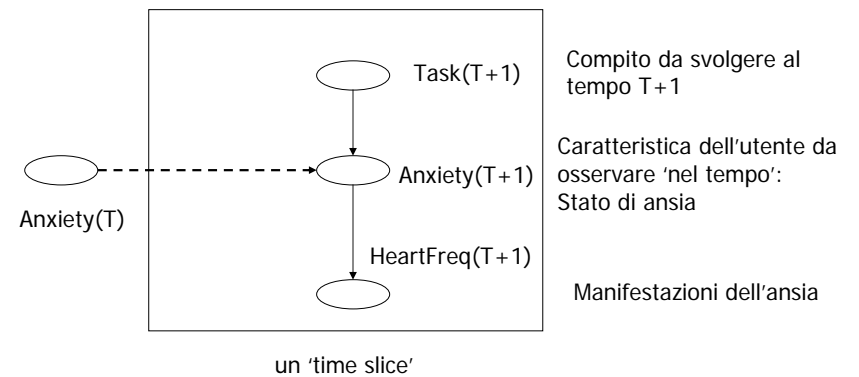 Task(T+1)
Compito da svolgere al
tempo T+1
Anxiety(T)
Anxiety(T+1)
Caratteristica dell'utente da
osservare 'nel tempo':
Stato di ansia
HeartFreq(T+1)
Manifestazioni dell'ansia
un 'time slice'